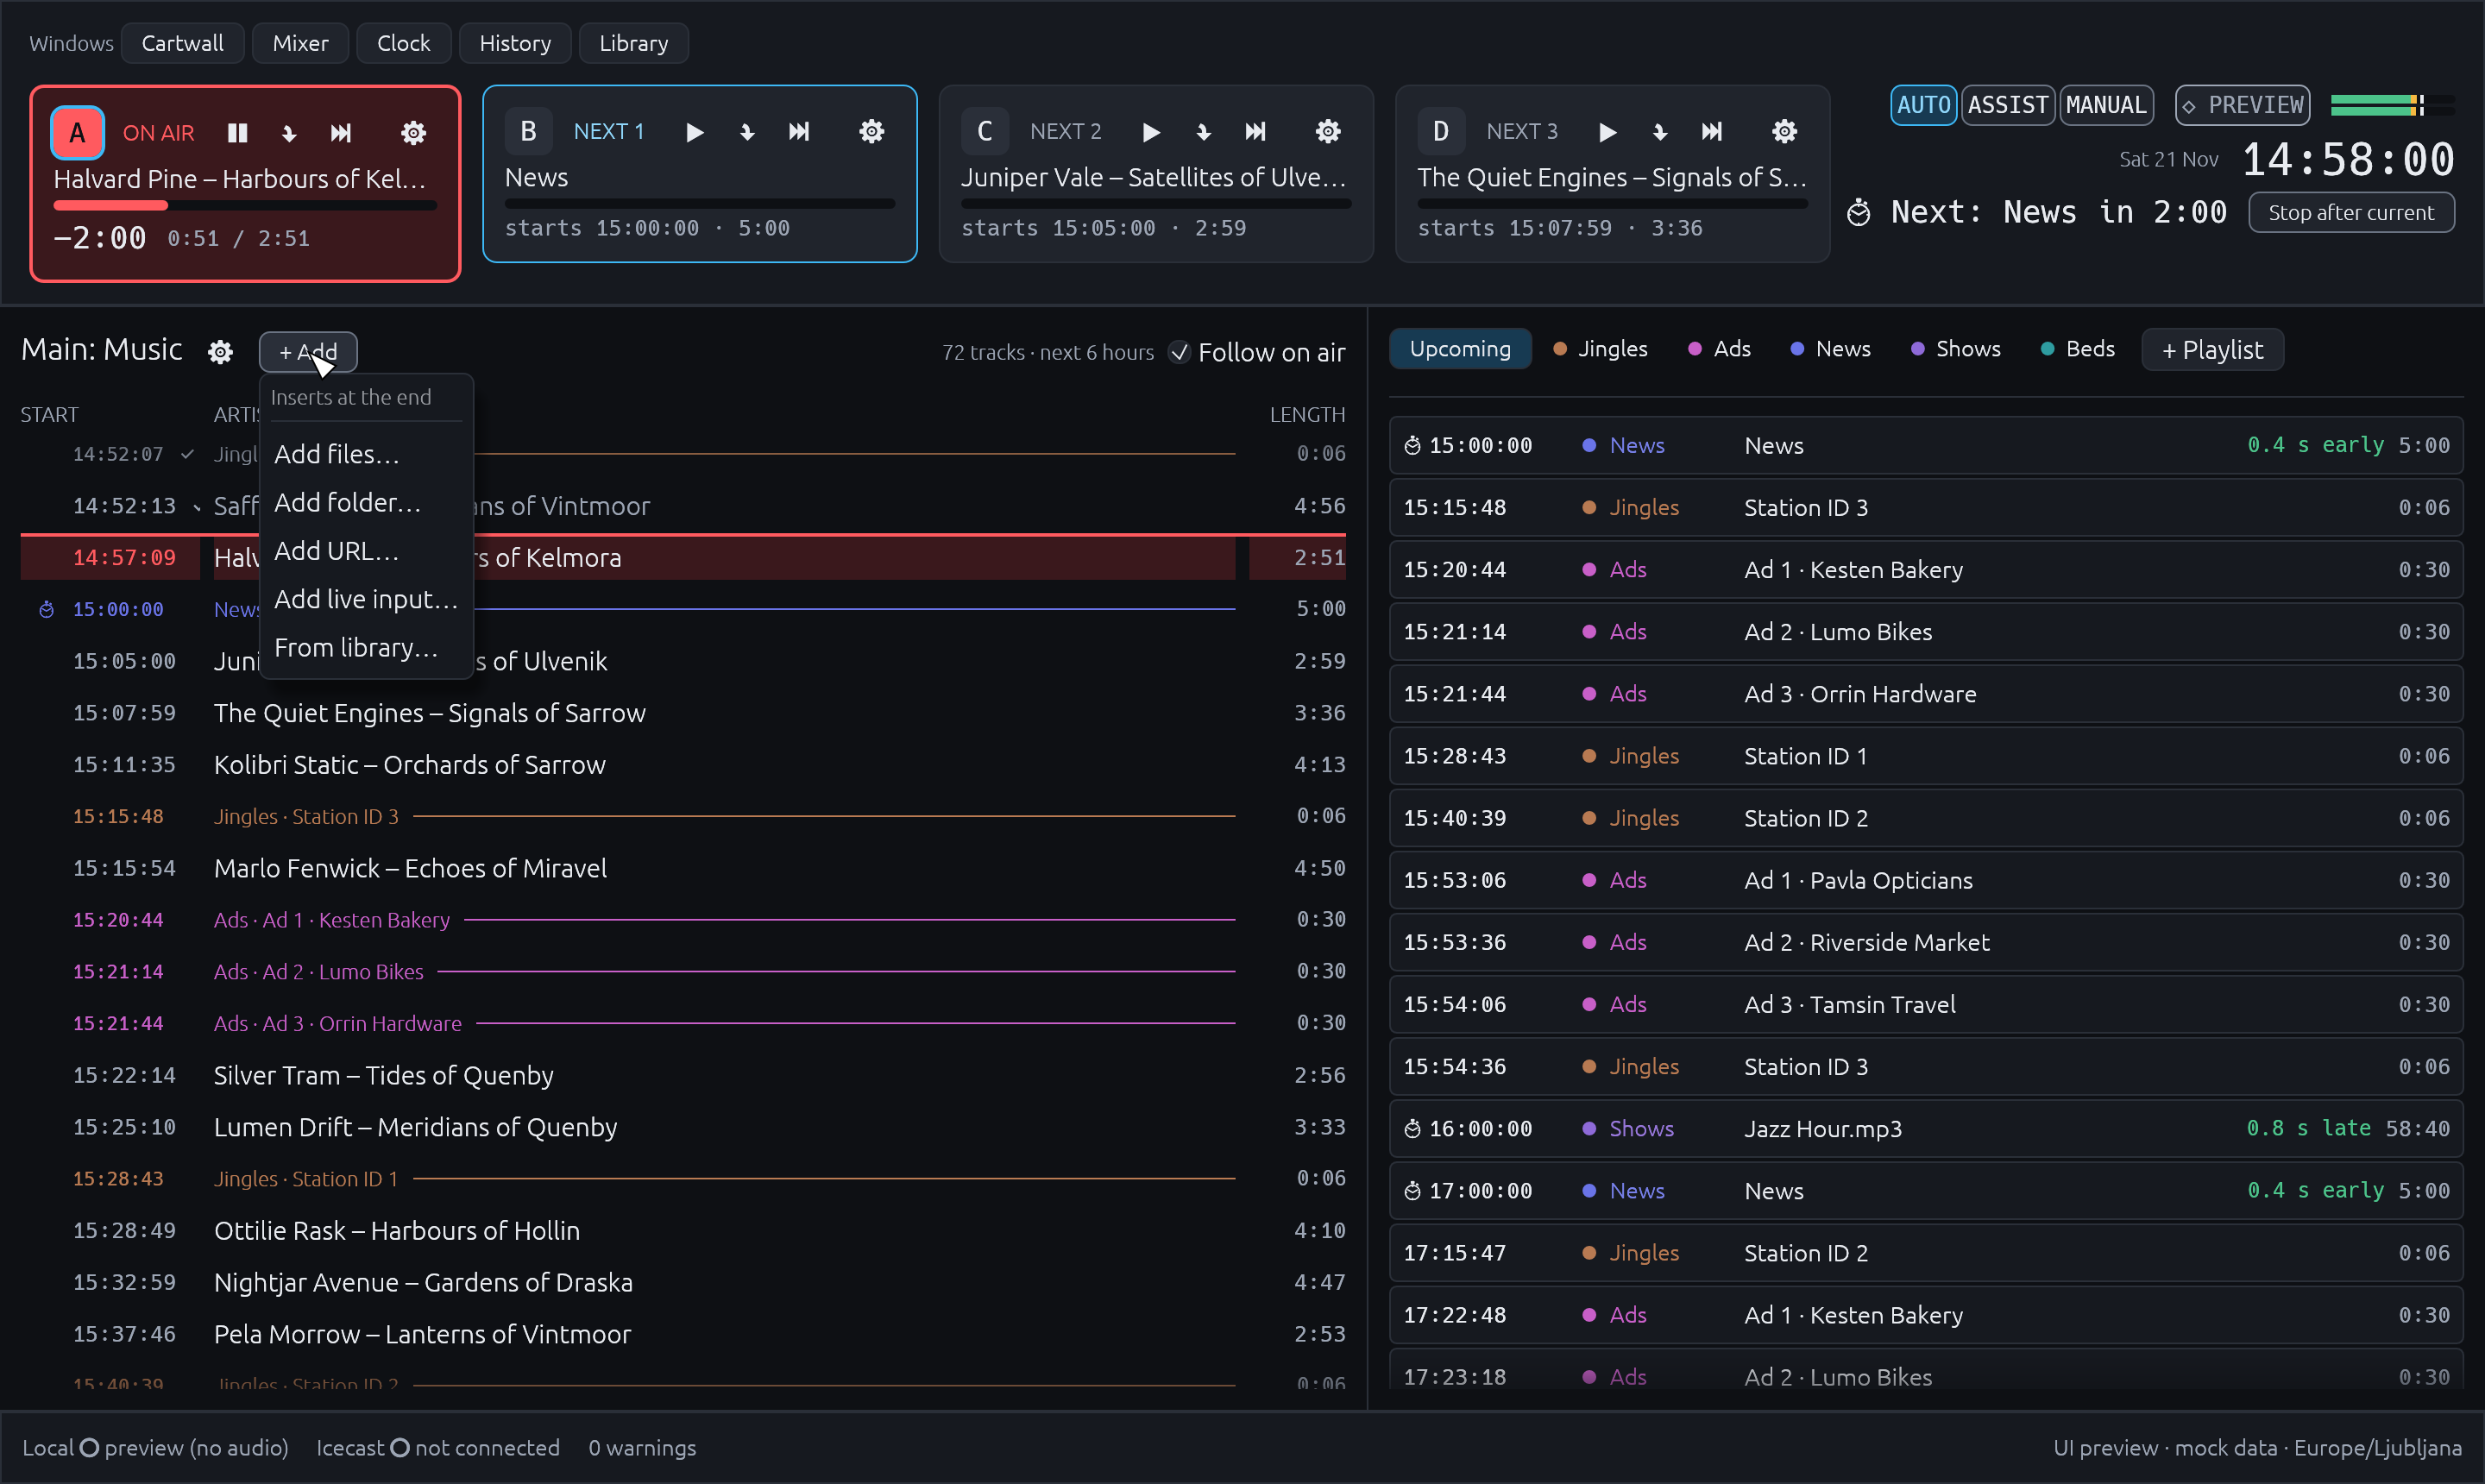 Windows Cartwall Mixer Clock History Library
A ON AIR
Halvard Pine – Harbours of Kel…
−2:00 0:51 / 2:51
B NEXT 1
News
starts 15:00:00 · 5:00
C NEXT 2
Juniper Vale – Satellites of Ulve…
starts 15:05:00 · 2:59
D NEXT 3
The Quiet Engines – Signals of S…
starts 15:07:59 · 3:36
AUTO ASSIST MANUAL ◇ PREVIEW
Sat 21 Nov 14:58:00
Next: News in 2:00 Stop after current
Main: Music + Add 72 tracks · next 6 hours Follow on air
Inserts at the end
Add files…
Add folder…
Add URL…
Add live input…
From library…
START LENGTH
14:52:07 0:06
14:52:13 of Vintmoor 4:56
14:57:09 of Kelmora 2:51
15:00:00 News 5:00
15:05:00 of Ulvenik 2:59
15:07:59 The Quiet Engines – Signals of Sarrow 3:36
15:11:35 Kolibri Static – Orchards of Sarrow 4:13
15:15:48 Jingles · Station ID 3 0:06
15:15:54 Marlo Fenwick – Echoes of Miravel 4:50
15:20:44 Ads · Ad 1 · Kesten Bakery 0:30
15:21:14 Ads · Ad 2 · Lumo Bikes 0:30
15:21:44 Ads · Ad 3 · Orrin Hardware 0:30
15:22:14 Silver Tram – Tides of Quenby 2:56
15:25:10 Lumen Drift – Meridians of Quenby 3:33
15:28:43 Jingles · Station ID 1 0:06
15:28:49 Ottilie Rask – Harbours of Hollin 4:10
15:32:59 Nightjar Avenue – Gardens of Draska 4:47
15:37:46 Pela Morrow – Lanterns of Vintmoor 2:53
15:40:39 Jingles · Station ID 2 0:06
Upcoming Jingles Ads News Shows Beds + Playlist
15:00:00 News News 0.4 s early 5:00
15:15:48 Jingles Station ID 3 0:06
15:20:44 Ads Ad 1 · Kesten Bakery 0:30
15:21:14 Ads Ad 2 · Lumo Bikes 0:30
15:21:44 Ads Ad 3 · Orrin Hardware 0:30
15:28:43 Jingles Station ID 1 0:06
15:40:39 Jingles Station ID 2 0:06
15:53:06 Ads Ad 1 · Pavla Opticians 0:30
15:53:36 Ads Ad 2 · Riverside Market 0:30
15:54:06 Ads Ad 3 · Tamsin Travel 0:30
15:54:36 Jingles Station ID 3 0:06
16:00:00 Shows Jazz Hour.mp3 0.8 s late 58:40
17:00:00 News News 0.4 s early 5:00
17:15:47 Jingles Station ID 2 0:06
17:22:48 Ads Ad 1 · Kesten Bakery 0:30
17:23:18 Ads Ad 2 · Lumo Bikes 0:30
Local preview (no audio) Icecast not connected 0 warnings
UI preview · mock data · Europe/Ljubljana